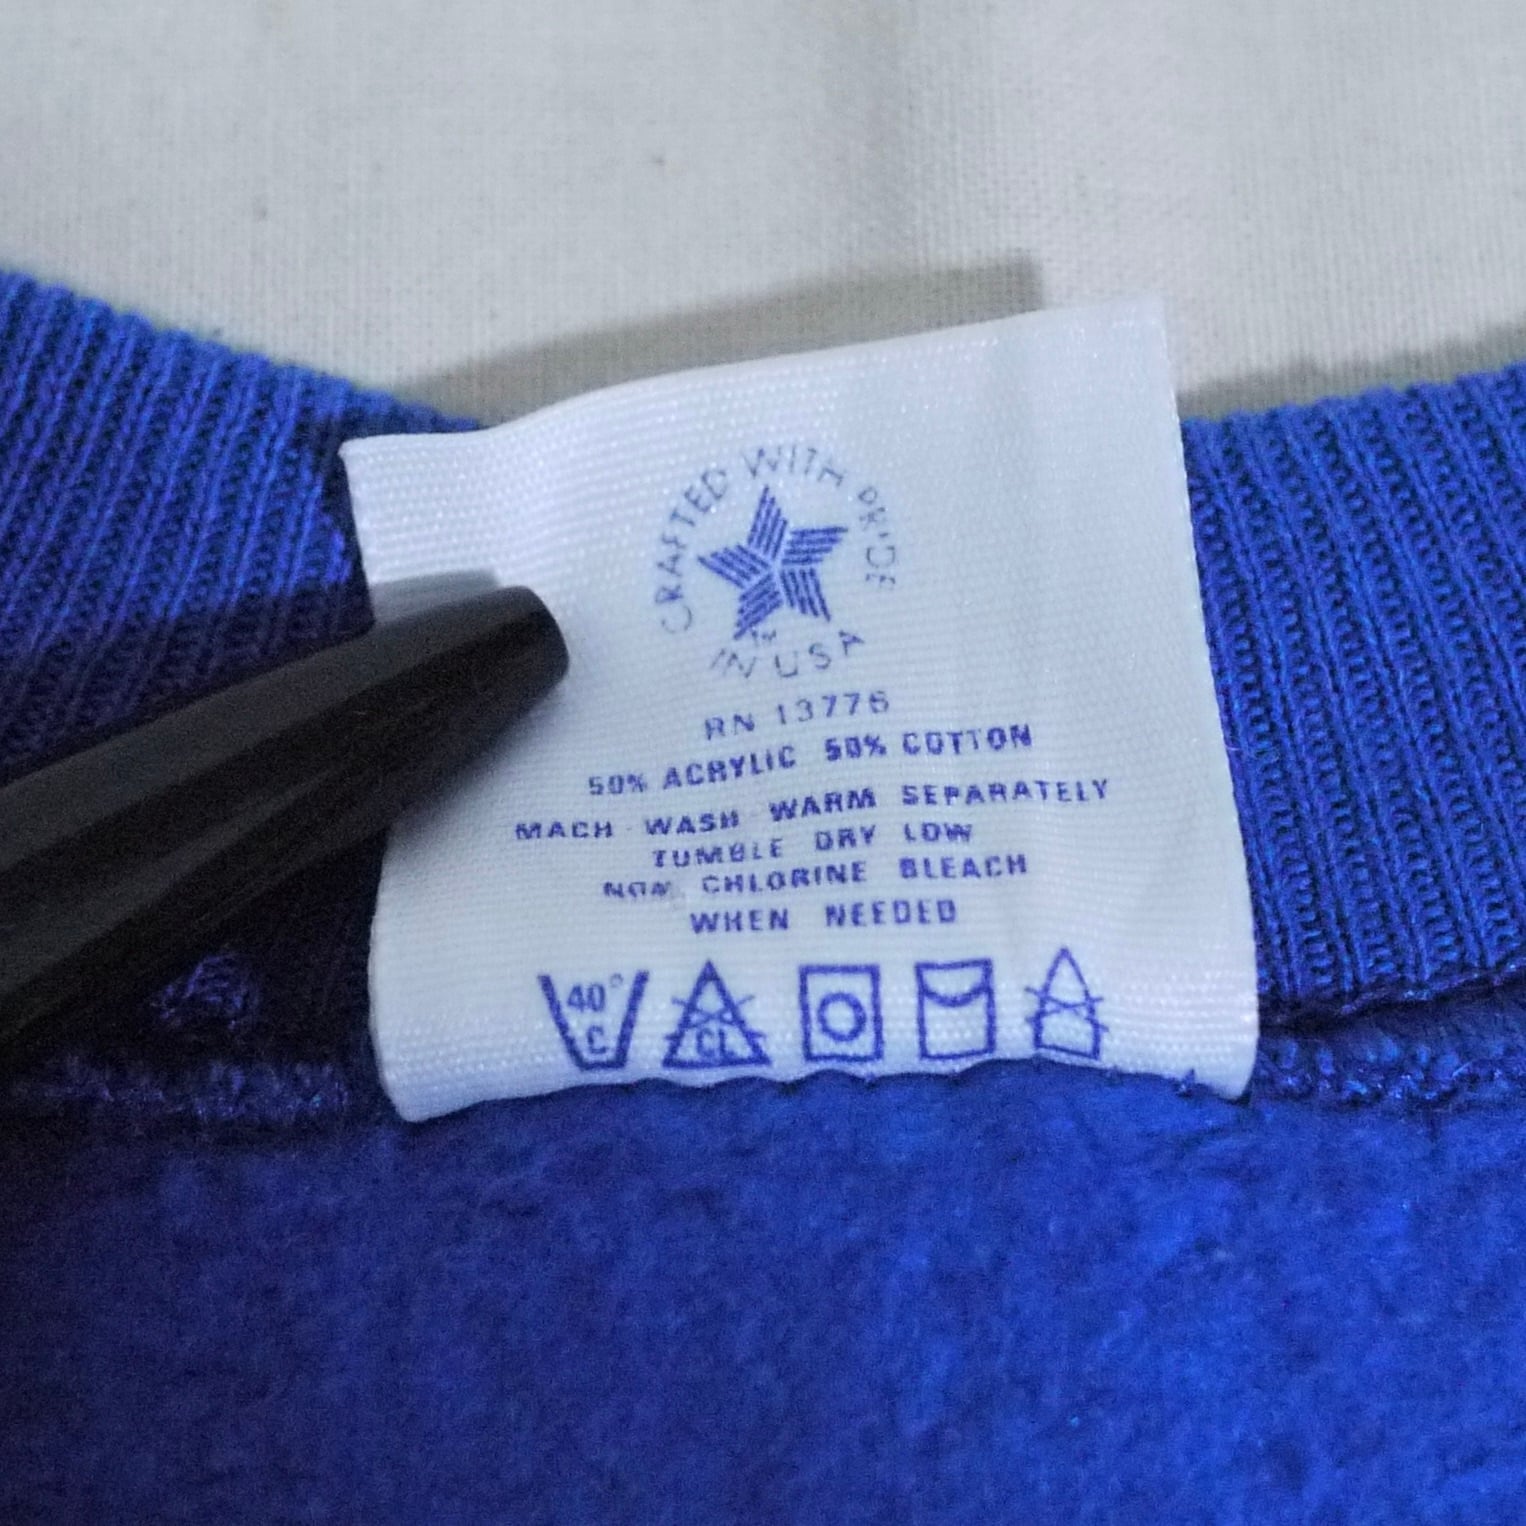 CRAFTED WITH PRIDE
IN USA
RN 13776
50% ACRYLIC 50% COTTON
MACH WASH WARM SEPARATELY
TUMBLE DRY LOW
NON CHLORINE BLEACH
WHEN NEEDED
40°
C
CL